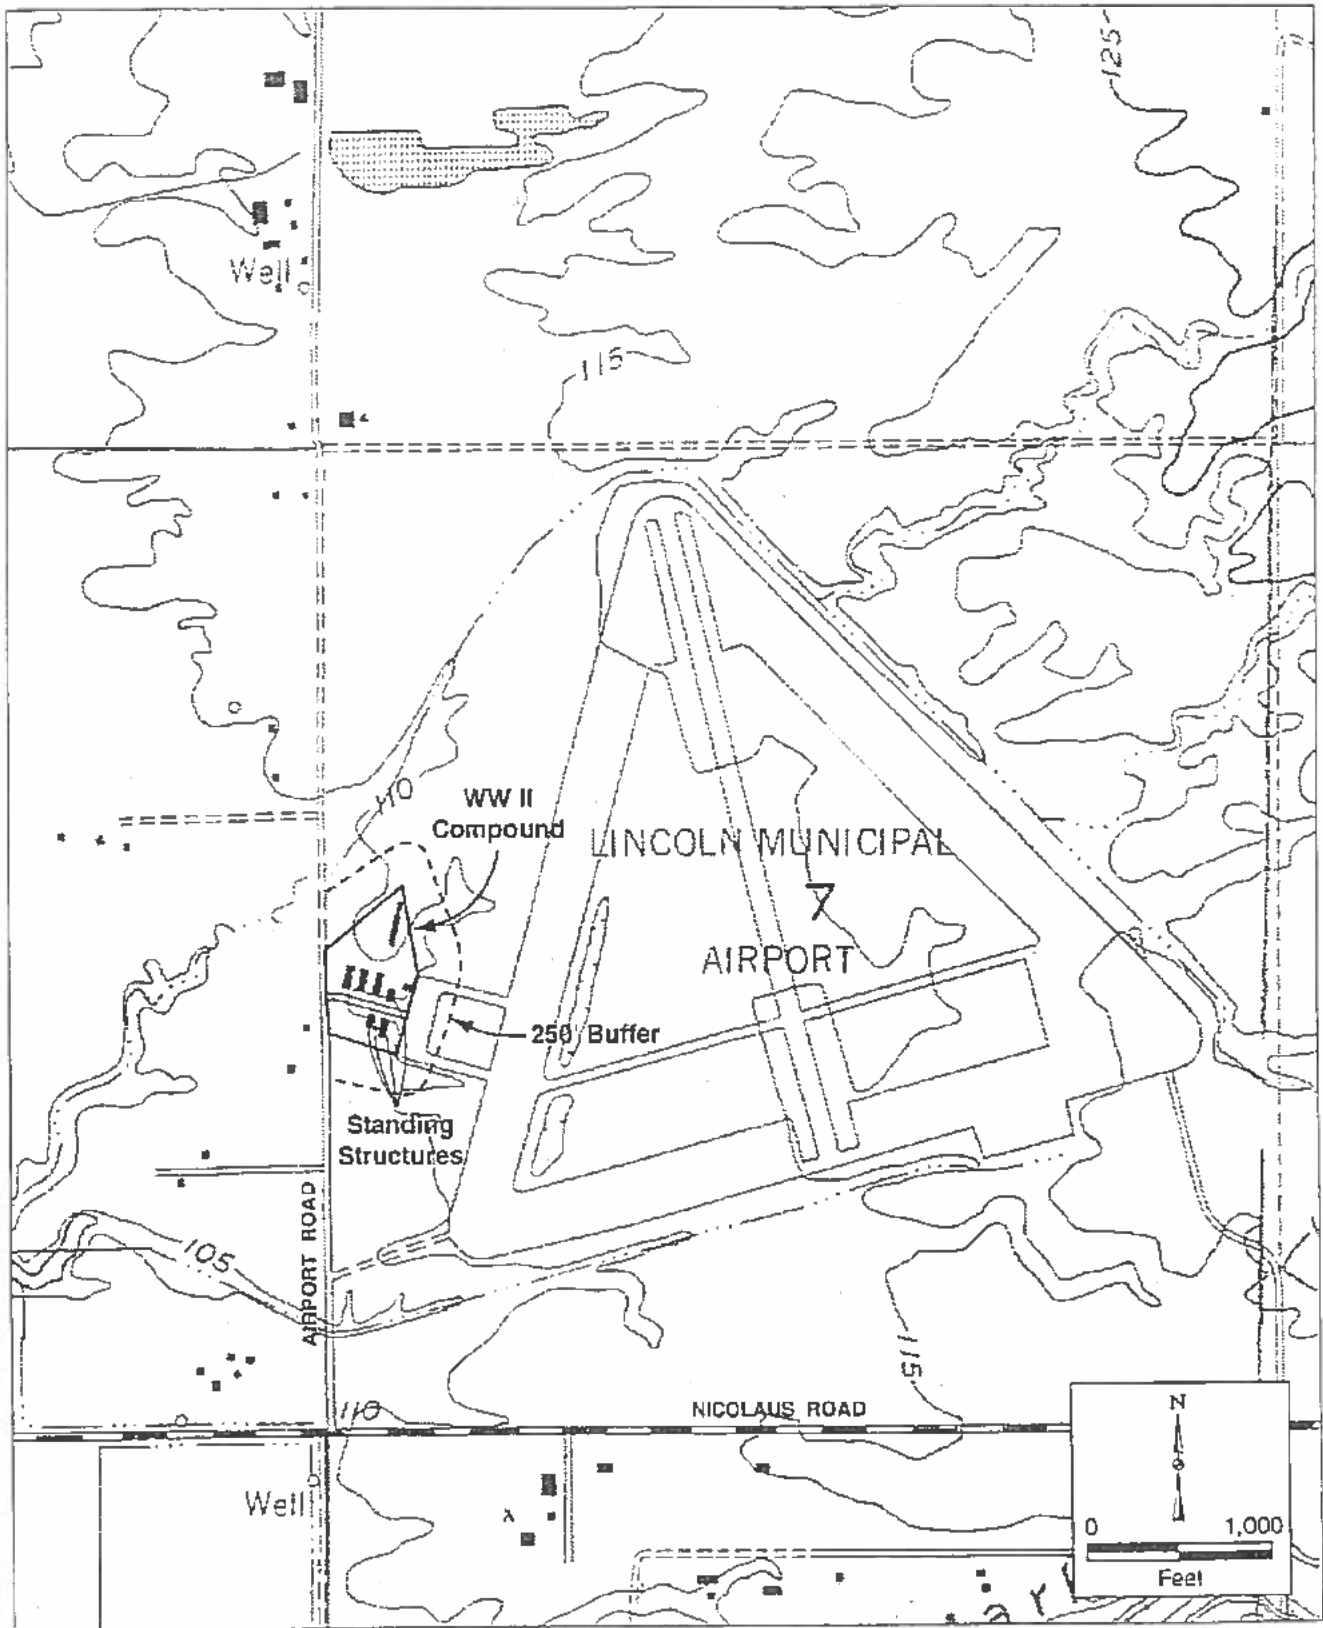 125
Well
115
110
WW II
Compound
LINCOLN MUNICIPAL
7
AIRPORT
250' Buffer
Standing
Structures
AIRPORT ROAD
105
115
110
NICOLAUS ROAD
N
Well
X
0 1,000
Feet